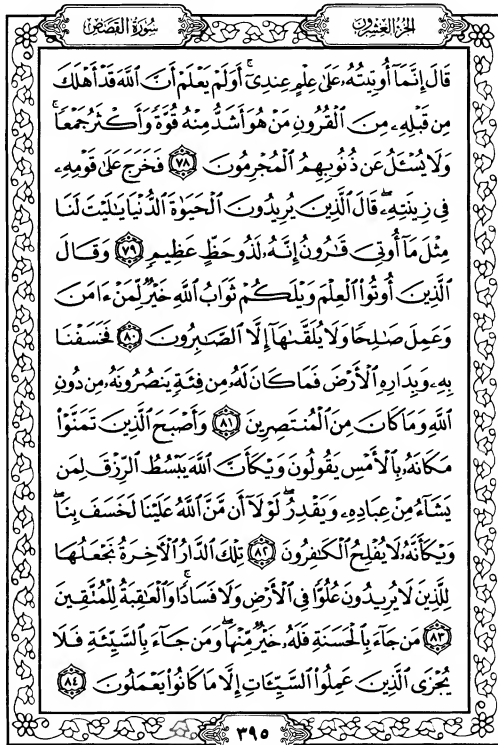 الجزء العشرون
سورة القصص
قَالَ إِنَّمَآ أُوتِيتُهُۥ عَلَىٰ عِلْمٍ عِندِىٓ ۚ أَوَلَمْ يَعْلَمْ أَنَّ ٱللَّهَ قَدْ أَهْلَكَ
مِن قَبْلِهِۦ مِنَ ٱلْقُرُونِ مَنْ هُوَ أَشَدُّ مِنْهُ قُوَّةً وَأَكْثَرُ جَمْعًا ۚ
وَلَا يُسْـَٔلُ عَن ذُنُوبِهِمُ ٱلْمُجْرِمُونَ ﴿٧٨﴾ فَخَرَجَ عَلَىٰ قَوْمِهِۦ
فِى زِينَتِهِۦ ۖ قَالَ ٱلَّذِينَ يُرِيدُونَ ٱلْحَيَوٰةَ ٱلدُّنْيَا يَٰلَيْتَ لَنَا
مِثْلَ مَآ أُوتِىَ قَٰرُونُ إِنَّهُۥ لَذُو حَظٍّ عَظِيمٍ ﴿٧٩﴾ وَقَالَ
ٱلَّذِينَ أُوتُوا۟ ٱلْعِلْمَ وَيْلَكُمْ ثَوَابُ ٱللَّهِ خَيْرٌ لِّمَنْ ءَامَنَ
وَعَمِلَ صَٰلِحًا وَلَا يُلَقَّىٰهَآ إِلَّا ٱلصَّٰبِرُونَ ﴿٨٠﴾ فَخَسَفْنَا
بِهِۦ وَبِدَارِهِ ٱلْأَرْضَ فَمَا كَانَ لَهُۥ مِن فِئَةٍ يَنصُرُونَهُۥ مِن دُونِ
ٱللَّهِ وَمَا كَانَ مِنَ ٱلْمُنتَصِرِينَ ﴿٨١﴾ وَأَصْبَحَ ٱلَّذِينَ تَمَنَّوْا۟
مَكَانَهُۥ بِٱلْأَمْسِ يَقُولُونَ وَيْكَأَنَّ ٱللَّهَ يَبْسُطُ ٱلرِّزْقَ لِمَن
يَشَآءُ مِنْ عِبَادِهِۦ وَيَقْدِرُ ۖ لَوْلَآ أَن مَّنَّ ٱللَّهُ عَلَيْنَا لَخَسَفَ بِنَا ۖ
وَيْكَأَنَّهُۥ لَا يُفْلِحُ ٱلْكَٰفِرُونَ ﴿٨٢﴾ تِلْكَ ٱلدَّارُ ٱلْءَاخِرَةُ نَجْعَلُهَا
لِلَّذِينَ لَا يُرِيدُونَ عُلُوًّا فِى ٱلْأَرْضِ وَلَا فَسَادًا ۚ وَٱلْعَٰقِبَةُ لِلْمُتَّقِينَ
﴿٨٣﴾ مَن جَآءَ بِٱلْحَسَنَةِ فَلَهُۥ خَيْرٌ مِّنْهَا ۖ وَمَن جَآءَ بِٱلسَّيِّئَةِ فَلَا
يُجْزَى ٱلَّذِينَ عَمِلُوا۟ ٱلسَّيِّـَٔاتِ إِلَّا مَا كَانُوا۟ يَعْمَلُونَ ﴿٨٤﴾
٣٩٥